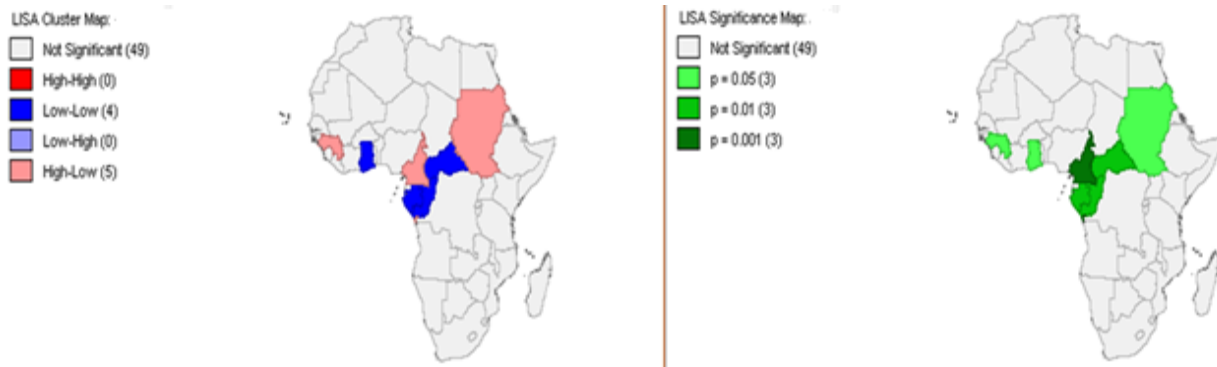 LISA Cluster Map:
Not Significant (49)
High-High (0)
Low-Low (4)
Low-High (0)
High-Low (5)
LISA Significance Map:
Not Significant (49)
p = 0.05 (3)
p = 0.01 (3)
p = 0.001 (3)